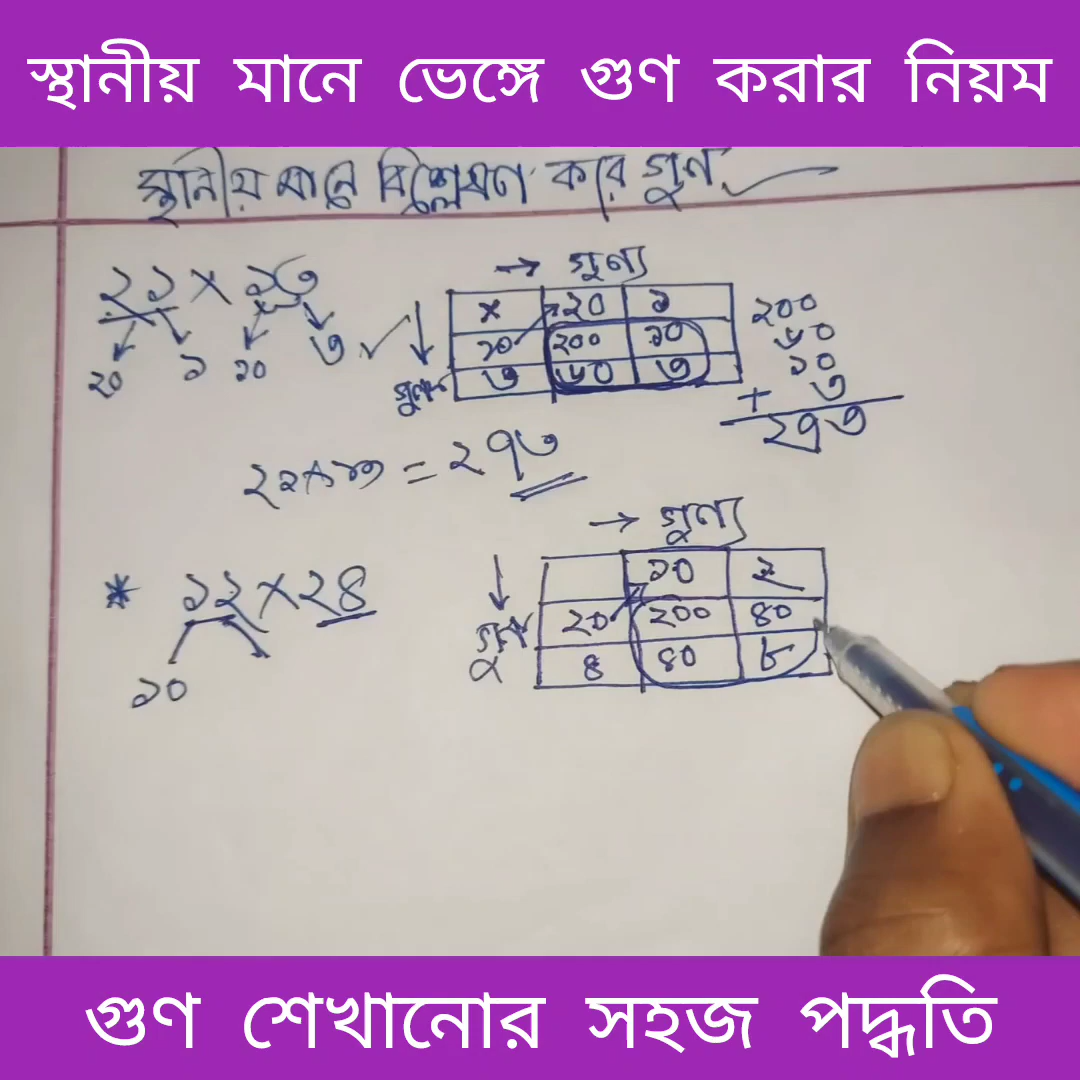 স্থানীয় মানে ভেঙ্গে গুণ করার নিয়ম
স্থানীয় মানে বিশ্লেষণ করে গুণ
২১ × ১৩
২০ ১ ১০ ৩
→ গুণ্য
↓ গুণক
× ২০ ১
১০ ২০০ ১০
৩ ৬০ ৩
২০০
৬০
১০
+ ৩
২৭৩
= ২৭৩
→ গুণ্য
* ১২ × ২৪
১০
↓ গুণক
১০ ২
২০ ২০০ ৪০
৪ ৪০ ৮
গুণ শেখানোর সহজ পদ্ধতি